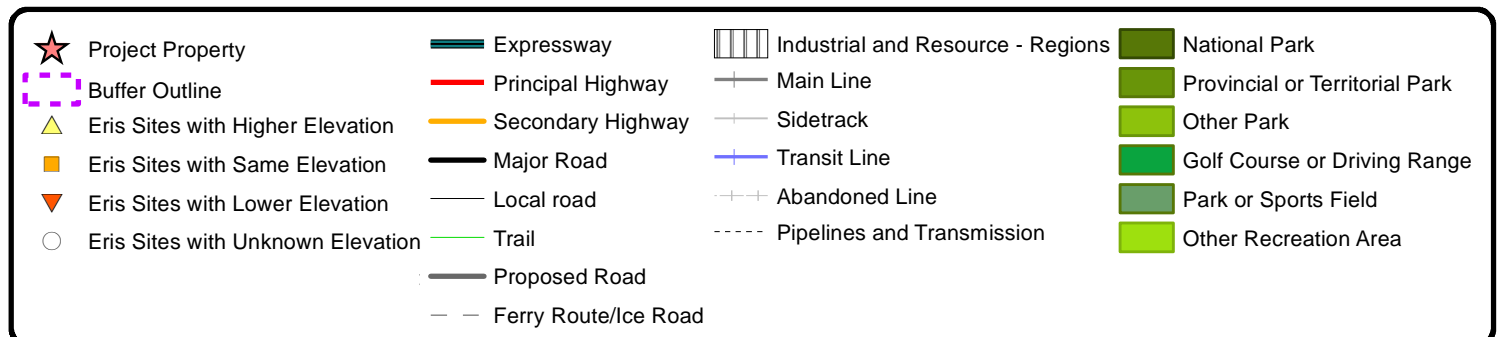 Project Property
Buffer Outline
Eris Sites with Higher Elevation
Eris Sites with Same Elevation
Eris Sites with Lower Elevation
Eris Sites with Unknown Elevation
Expressway
Principal Highway
Secondary Highway
Major Road
Local road
Trail
Proposed Road
Ferry Route/Ice Road
Industrial and Resource - Regions
Main Line
Sidetrack
Transit Line
Abandoned Line
Pipelines and Transmission
National Park
Provincial or Territorial Park
Other Park
Golf Course or Driving Range
Park or Sports Field
Other Recreation Area